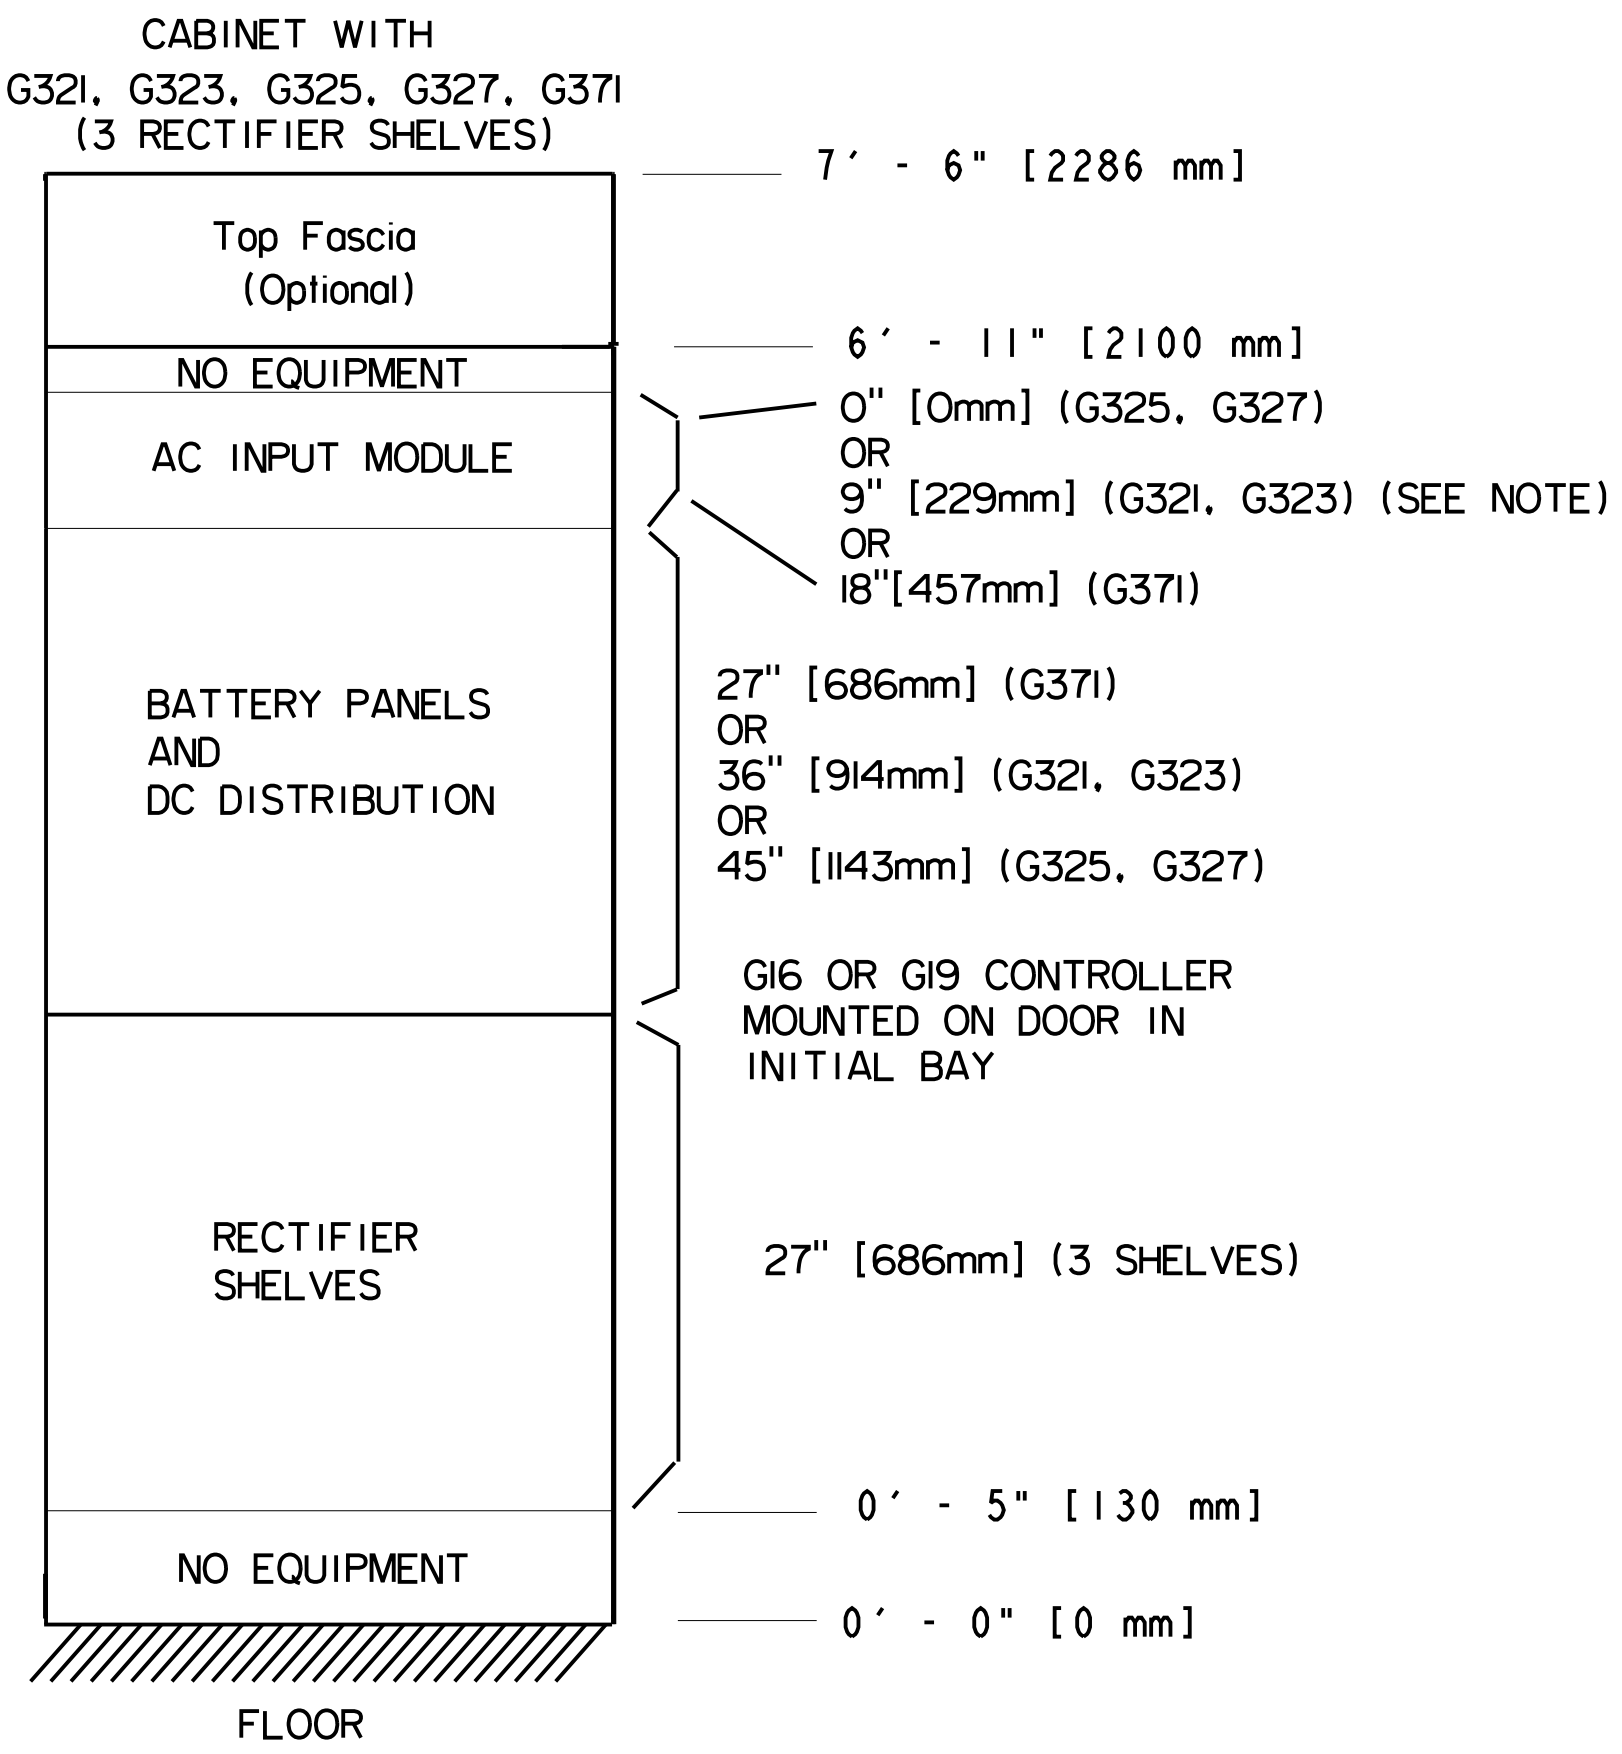 CABINET WITH
G321, G323, G325, G327, G371
(3 RECTIFIER SHELVES)
7' - 6" [2286 mm]
Top Fascia
(Optional)
6' - 11" [2100 mm]
NO EQUIPMENT
0" [0mm] (G325, G327)
OR
AC INPUT MODULE
9" [229mm] (G321, G323) (SEE NOTE)
OR
18"[457mm] (G371)
27" [686mm] (G371)
OR
36" [914mm] (G321, G323)
OR
45" [1143mm] (G325, G327)
BATTERY PANELS
AND
DC DISTRIBUTION
G16 OR G19 CONTROLLER
MOUNTED ON DOOR IN
INITIAL BAY
RECTIFIER
SHELVES
27" [686mm] (3 SHELVES)
0' - 5" [130 mm]
NO EQUIPMENT
0' - 0" [0 mm]
FLOOR